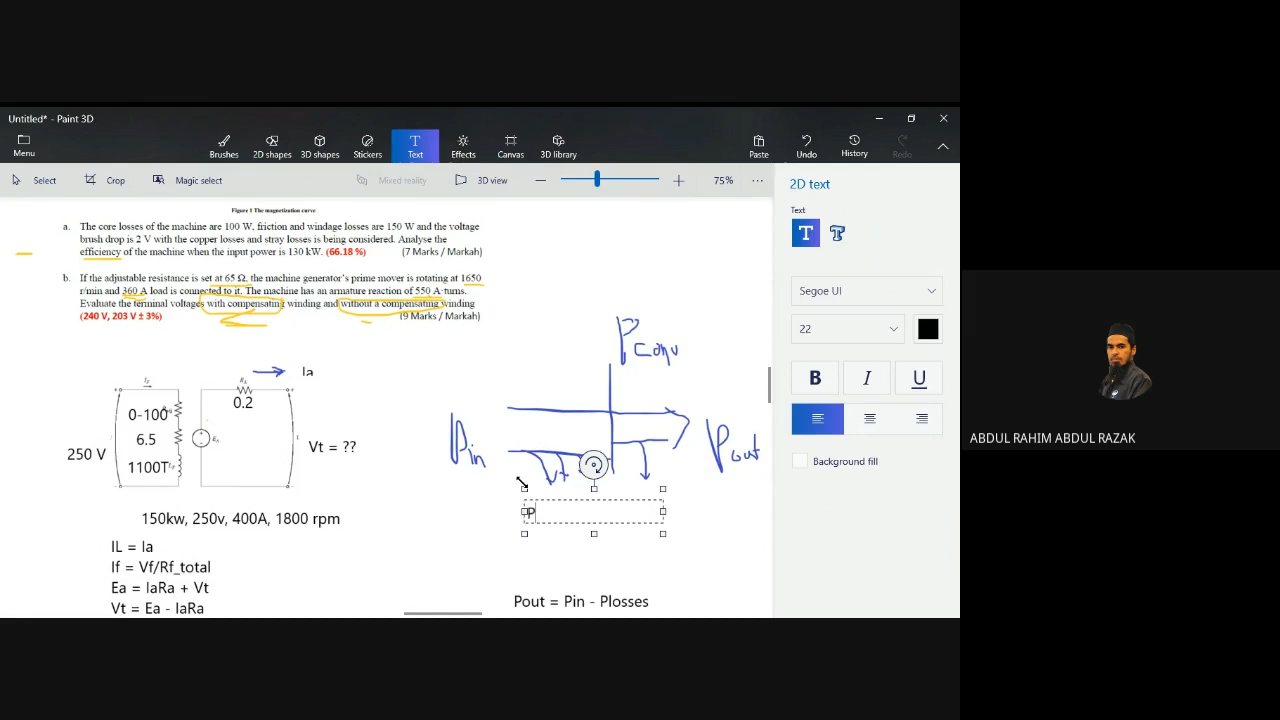 Untitled* - Paint 3D
Menu
Brushes
2D shapes
3D shapes
Stickers
Text
Effects
Canvas
3D library
Paste
Undo
History
Redo
Select
Crop
Magic select
Mixed reality
3D view
75%
2D text
Text
Segoe UI
22
B
I
U
Background fill
Figure 1 The magnetization curve
a. The core losses of the machine are 100 W, friction and windage losses are 150 W and the voltage
brush drop is 2 V with the copper losses and stray losses is being considered. Analyse the
efficiency of the machine when the input power is 130 kW. (66.18 %) (7 Marks / Markah)
b. If the adjustable resistance is set at 65 Ω, the machine generator's prime mover is rotating at 1650
r/min and 360 A load is connected to it. The machine has an armature reaction of 550 A·turns.
Evaluate the terminal voltages with compensating winding and without a compensating winding
(240 V, 203 V ± 3%) (9 Marks / Markah)
Pconv
Ia
RA
0.2
IF
0-100
6.5
1100T
LF
EA
250 V
Vt = ??
Pin
Pout
P
150kw, 250v, 400A, 1800 rpm
IL = Ia
If = Vf/Rf_total
Ea = IaRa + Vt
Vt = Ea - IaRa
Pout = Pin - Plosses
ABDUL RAHIM ABDUL RAZAK